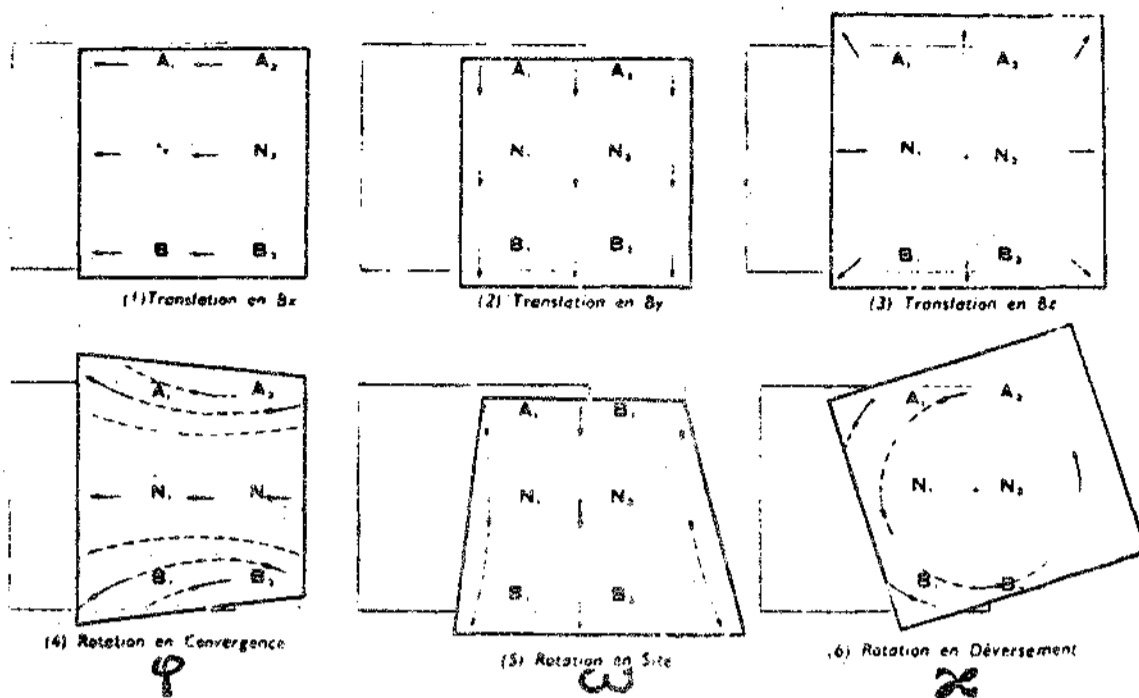 A₁ A₂
N₂
B B₂
(1) Translation en Bx
A₁ A₂
N₁ N₂
B₁ B₂
(2) Translation en By
A₁ A₂
N₁ N₂
B₁ B₂
(3) Translation en Bz
A₁ A₂
N₁ N
B₁ B₂
(4) Rotation en Convergence
φ
A₁ B₁
N₁ N₂
B₁ B₂
(5) Rotation en Site
ω
A₁ A₂
N₁ N₂
B B
(6) Rotation en Déversement
ϰ